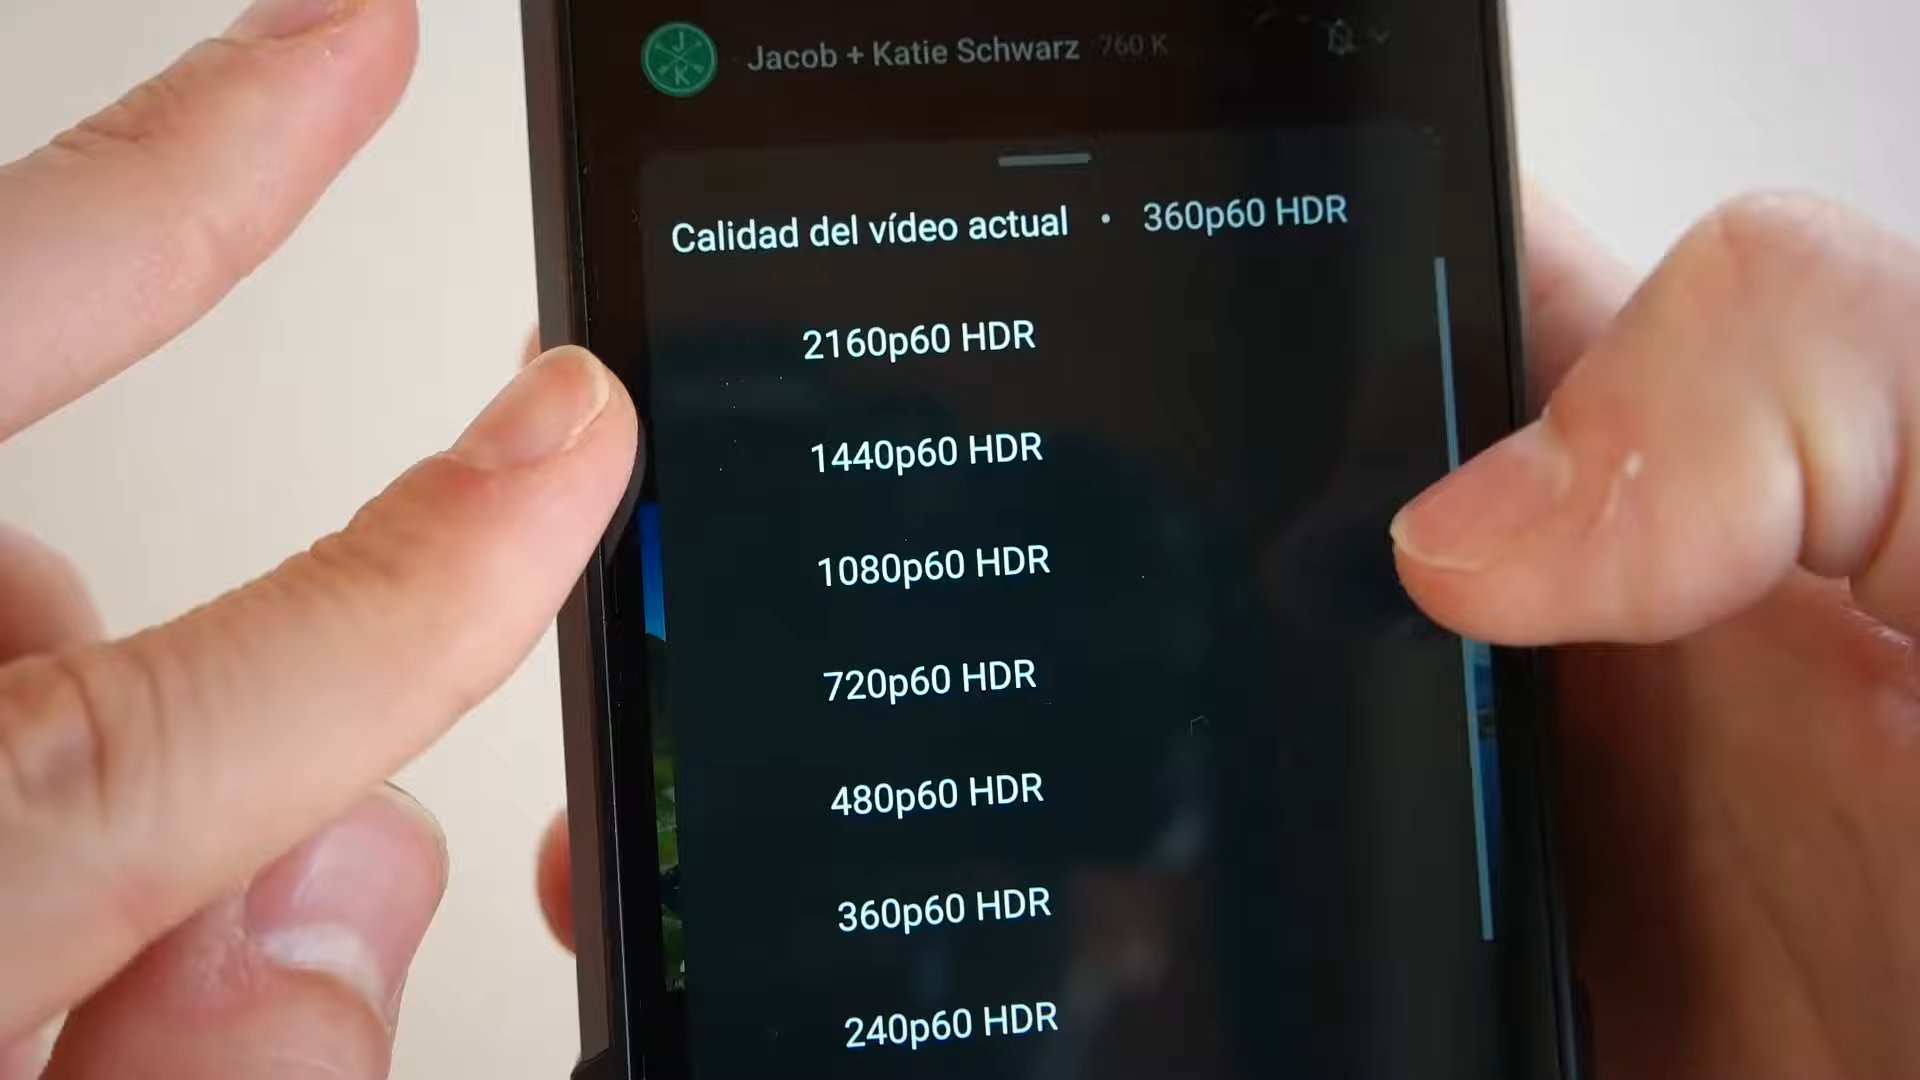 J
K
Jacob + Katie Schwarz 760 K
Calidad del vídeo actual • 360p60 HDR
2160p60 HDR
1440p60 HDR
1080p60 HDR
720p60 HDR
480p60 HDR
360p60 HDR
240p60 HDR